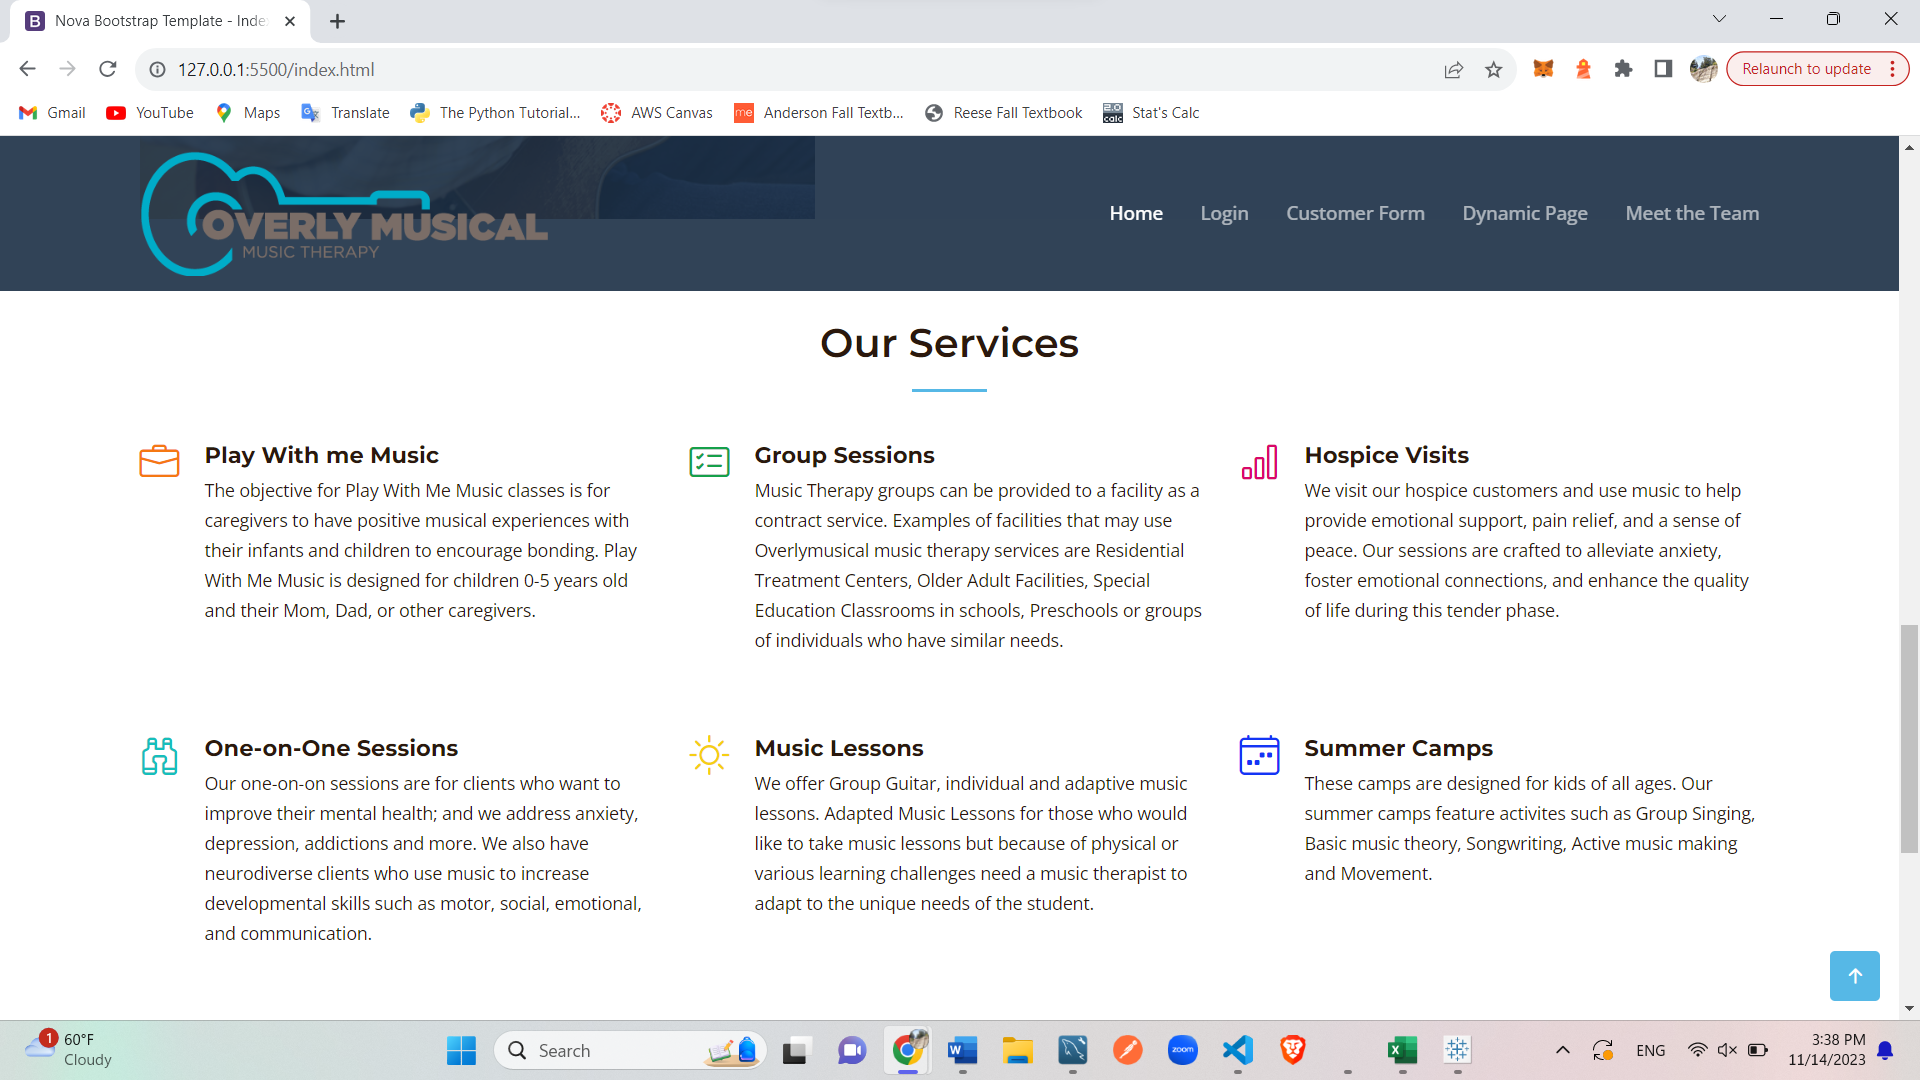 Nova Bootstrap Template - Inde
127.0.0.1:5500/index.html
Relaunch to update
Gmail
YouTube
Maps
Translate
The Python Tutorial...
AWS Canvas
me
Anderson Fall Textb...
Reese Fall Textbook
2.0
calc
Stat's Calc
OVERLY MUSICAL
MUSIC THERAPY
Home
Login
Customer Form
Dynamic Page
Meet the Team
Our Services
Play With me Music
The objective for Play With Me Music classes is for
caregivers to have positive musical experiences with
their infants and children to encourage bonding. Play
With Me Music is designed for children 0-5 years old
and their Mom, Dad, or other caregivers.
Group Sessions
Music Therapy groups can be provided to a facility as a
contract service. Examples of facilities that may use
Overlymusical music therapy services are Residential
Treatment Centers, Older Adult Facilities, Special
Education Classrooms in schools, Preschools or groups
of individuals who have similar needs.
Hospice Visits
We visit our hospice customers and use music to help
provide emotional support, pain relief, and a sense of
peace. Our sessions are crafted to alleviate anxiety,
foster emotional connections, and enhance the quality
of life during this tender phase.
One-on-One Sessions
Our one-on-on sessions are for clients who want to
improve their mental health; and we address anxiety,
depression, addictions and more. We also have
neurodiverse clients who use music to increase
developmental skills such as motor, social, emotional,
and communication.
Music Lessons
We offer Group Guitar, individual and adaptive music
lessons. Adapted Music Lessons for those who would
like to take music lessons but because of physical or
various learning challenges need a music therapist to
adapt to the unique needs of the student.
Summer Camps
These camps are designed for kids of all ages. Our
summer camps feature activites such as Group Singing,
Basic music theory, Songwriting, Active music making
and Movement.
1
60°F
Cloudy
Search
zoom
ENG
3:38 PM
11/14/2023